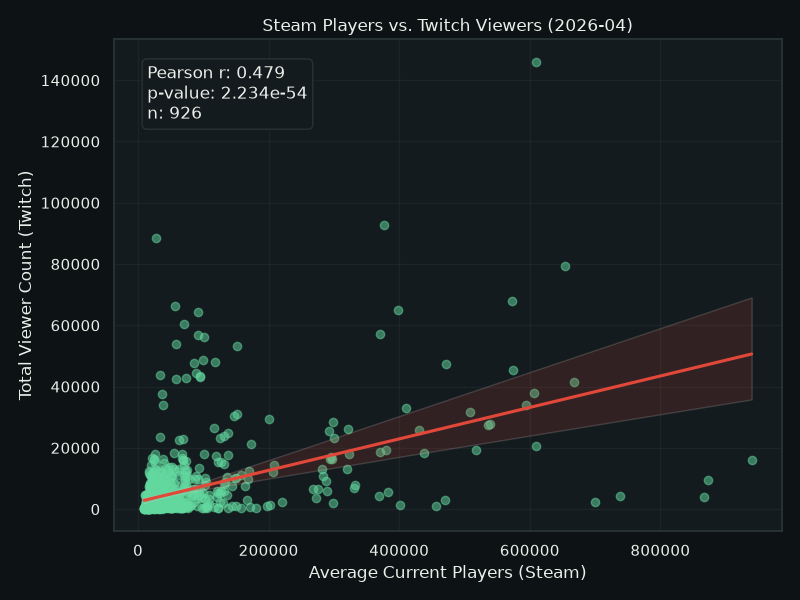 Steam Players vs. Twitch Viewers (2026-04)
Pearson r: 0.479
p-value: 2.234e-54
n: 926
Total Viewer Count (Twitch)
140000
120000
100000
80000
60000
40000
20000
0
0 200000 400000 600000 800000
Average Current Players (Steam)